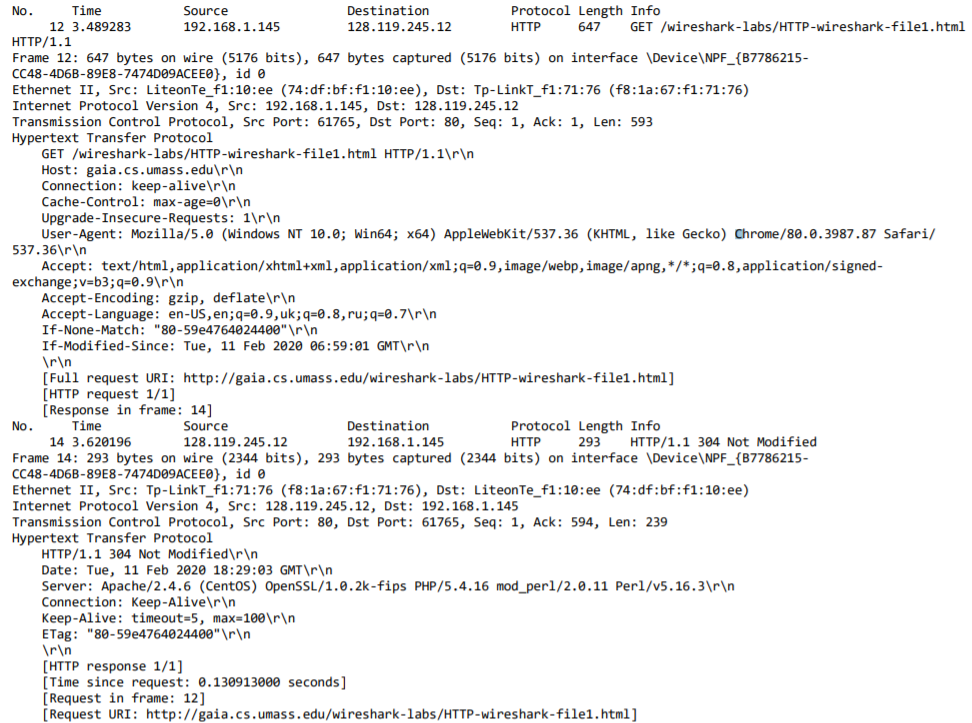 No. Time Source Destination Protocol Length Info
12 3.489283 192.168.1.145 128.119.245.12 HTTP 647 GET /wireshark-labs/HTTP-wireshark-file1.html
HTTP/1.1
Frame 12: 647 bytes on wire (5176 bits), 647 bytes captured (5176 bits) on interface \Device\NPF_{B7786215-
CC48-4D6B-89E8-7474D09ACEE0}, id 0
Ethernet II, Src: LiteonTe_f1:10:ee (74:df:bf:f1:10:ee), Dst: Tp-LinkT_f1:71:76 (f8:1a:67:f1:71:76)
Internet Protocol Version 4, Src: 192.168.1.145, Dst: 128.119.245.12
Transmission Control Protocol, Src Port: 61765, Dst Port: 80, Seq: 1, Ack: 1, Len: 593
Hypertext Transfer Protocol
GET /wireshark-labs/HTTP-wireshark-file1.html HTTP/1.1\r\n
Host: gaia.cs.umass.edu\r\n
Connection: keep-alive\r\n
Cache-Control: max-age=0\r\n
Upgrade-Insecure-Requests: 1\r\n
User-Agent: Mozilla/5.0 (Windows NT 10.0; Win64; x64) AppleWebKit/537.36 (KHTML, like Gecko) Chrome/80.0.3987.87 Safari/
537.36\r\n
Accept: text/html,application/xhtml+xml,application/xml;q=0.9,image/webp,image/apng,*/*;q=0.8,application/signed-
exchange;v=b3;q=0.9\r\n
Accept-Encoding: gzip, deflate\r\n
Accept-Language: en-US,en;q=0.9,uk;q=0.8,ru;q=0.7\r\n
If-None-Match: "80-59e4764024400"\r\n
If-Modified-Since: Tue, 11 Feb 2020 06:59:01 GMT\r\n
\r\n
[Full request URI: http://gaia.cs.umass.edu/wireshark-labs/HTTP-wireshark-file1.html]
[HTTP request 1/1]
[Response in frame: 14]
No. Time Source Destination Protocol Length Info
14 3.620196 128.119.245.12 192.168.1.145 HTTP 293 HTTP/1.1 304 Not Modified
Frame 14: 293 bytes on wire (2344 bits), 293 bytes captured (2344 bits) on interface \Device\NPF_{B7786215-
CC48-4D6B-89E8-7474D09ACEE0}, id 0
Ethernet II, Src: Tp-LinkT_f1:71:76 (f8:1a:67:f1:71:76), Dst: LiteonTe_f1:10:ee (74:df:bf:f1:10:ee)
Internet Protocol Version 4, Src: 128.119.245.12, Dst: 192.168.1.145
Transmission Control Protocol, Src Port: 80, Dst Port: 61765, Seq: 1, Ack: 594, Len: 239
Hypertext Transfer Protocol
HTTP/1.1 304 Not Modified\r\n
Date: Tue, 11 Feb 2020 18:29:03 GMT\r\n
Server: Apache/2.4.6 (CentOS) OpenSSL/1.0.2k-fips PHP/5.4.16 mod_perl/2.0.11 Perl/v5.16.3\r\n
Connection: Keep-Alive\r\n
Keep-Alive: timeout=5, max=100\r\n
ETag: "80-59e4764024400"\r\n
\r\n
[HTTP response 1/1]
[Time since request: 0.130913000 seconds]
[Request in frame: 12]
[Request URI: http://gaia.cs.umass.edu/wireshark-labs/HTTP-wireshark-file1.html]